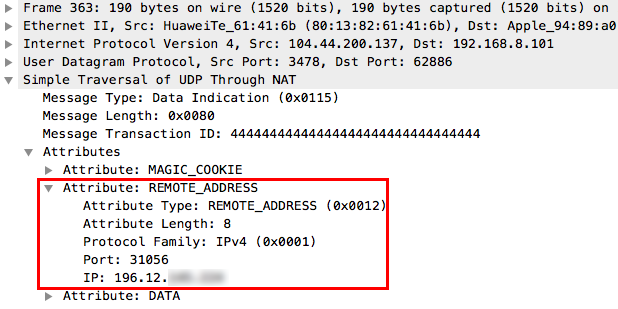 Frame 363: 190 bytes on wire (1520 bits), 190 bytes captured (1520 bits) on
Ethernet II, Src: HuaweiTe_61:41:6b (80:13:82:61:41:6b), Dst: Apple_94:89:a0
Internet Protocol Version 4, Src: 104.44.200.137, Dst: 192.168.8.101
User Datagram Protocol, Src Port: 3478, Dst Port: 62886
Simple Traversal of UDP Through NAT
Message Type: Data Indication (0x0115)
Message Length: 0x0080
Message Transaction ID: 44444444444444444444444444444444
Attributes
Attribute: MAGIC_COOKIE
Attribute: REMOTE_ADDRESS
Attribute Type: REMOTE_ADDRESS (0x0012)
Attribute Length: 8
Protocol Family: IPv4 (0x0001)
Port: 31056
IP: 196.12.
Attribute: DATA